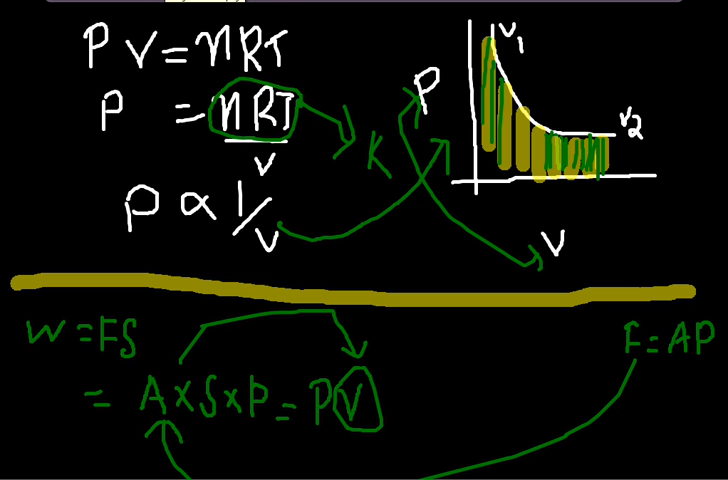 PV = nRT
P = nRT/V
K
P ∝ 1/V
P
V1
V2
V
W = FS
F = AP
= A×S×P = PV